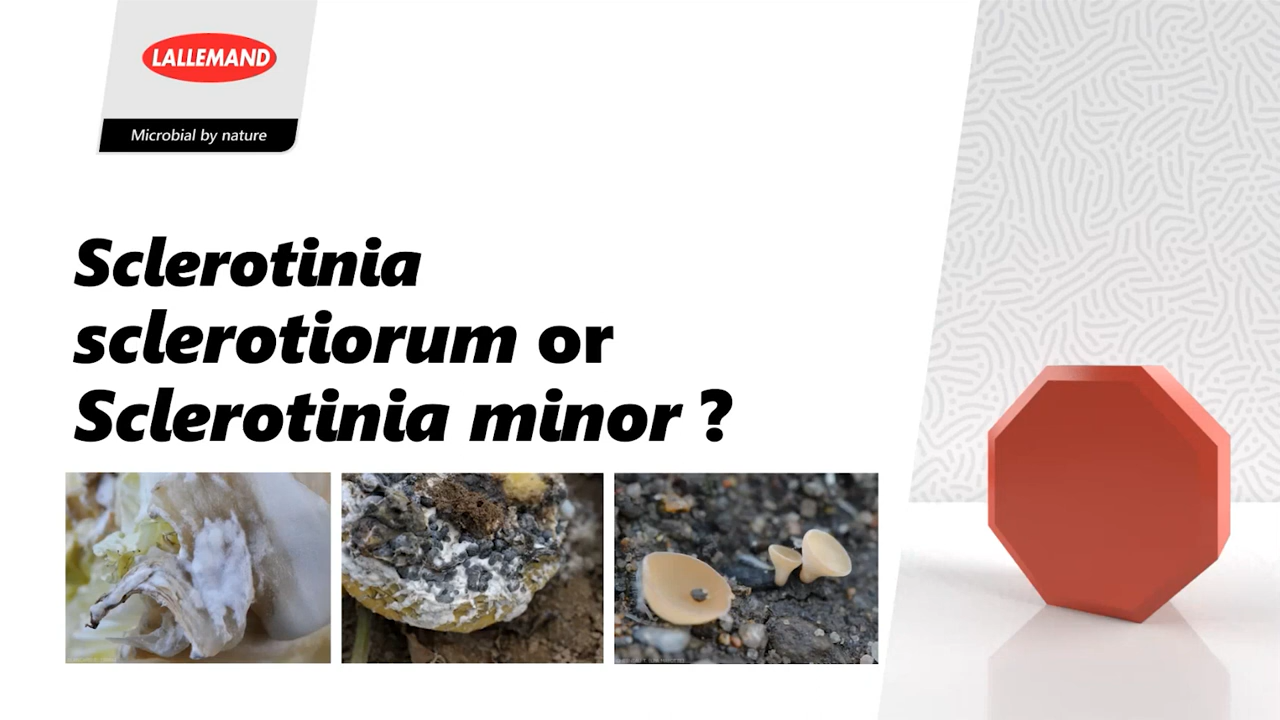 LALLEMAND
Microbial by nature
Sclerotinia
sclerotiorum or
Sclerotinia minor ?